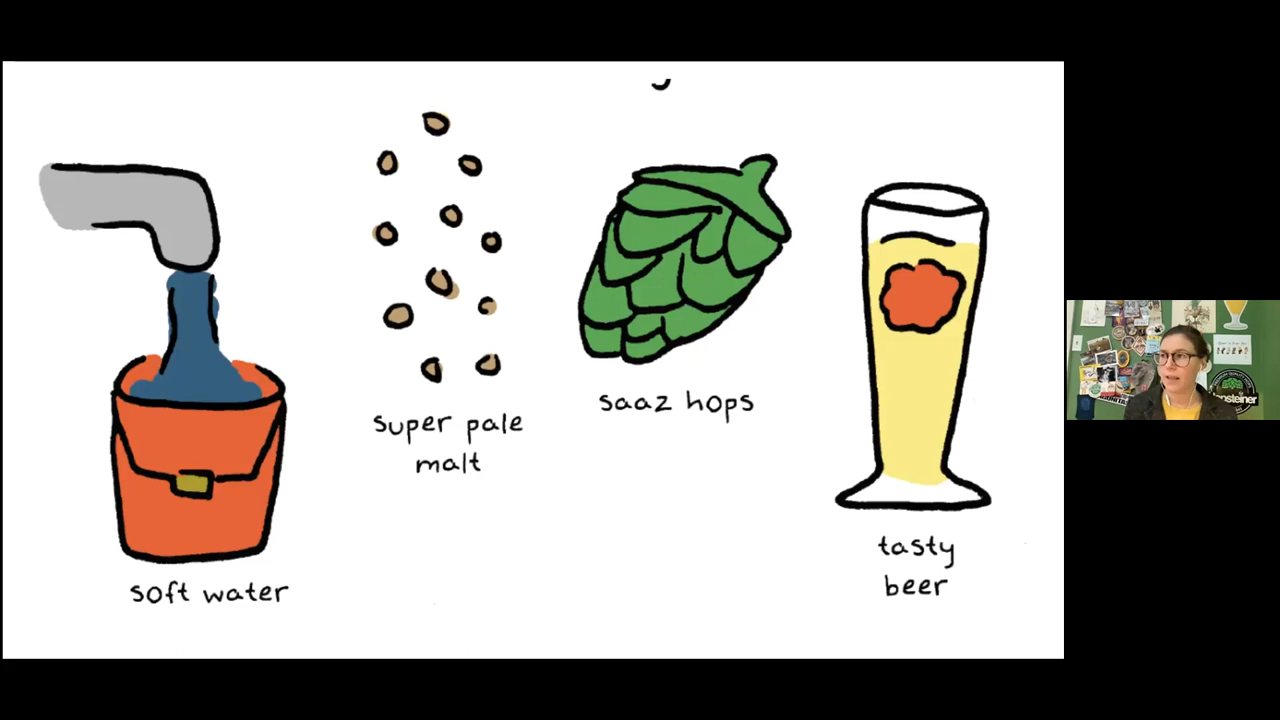 soft water
super pale
malt
saaz hops
tasty
beer